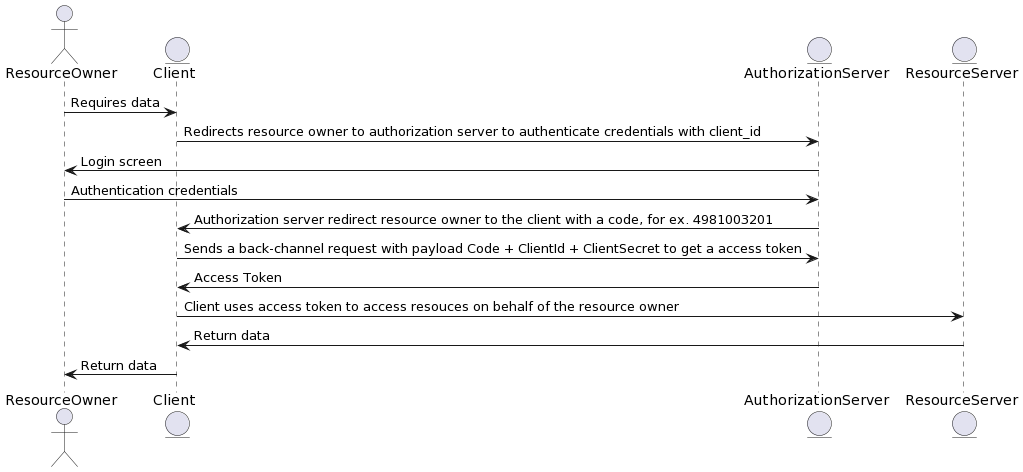 ResourceOwner Client AuthorizationServer ResourceServer
Requires data
Redirects resource owner to authorization server to authenticate credentials with client_id
Login screen
Authentication credentials
Authorization server redirect resource owner to the client with a code, for ex. 4981003201
Sends a back-channel request with payload Code + ClientId + ClientSecret to get a access token
Access Token
Client uses access token to access resouces on behalf of the resource owner
Return data
Return data
ResourceOwner Client AuthorizationServer ResourceServer